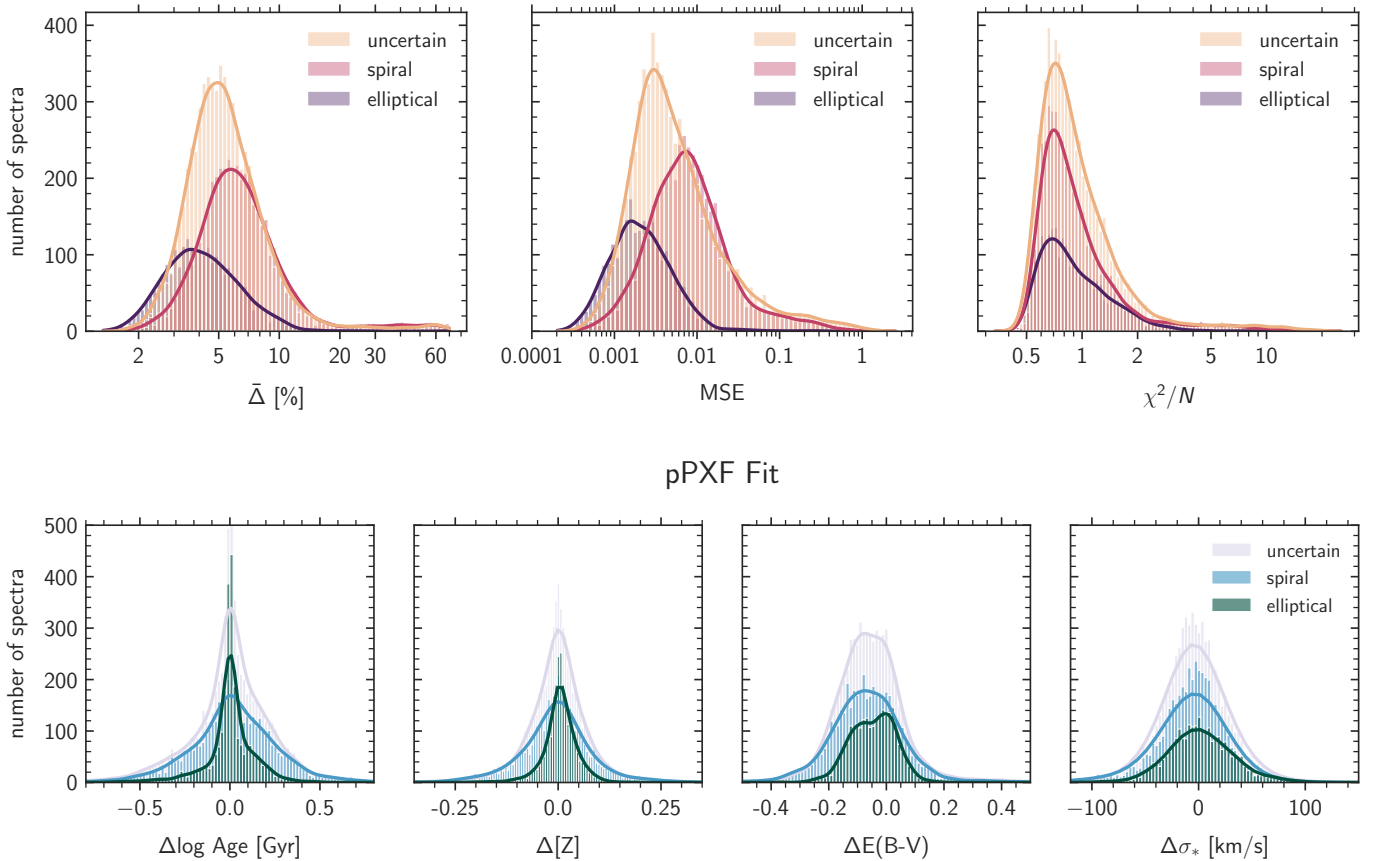 400
300
200
100
0
number of spectra
uncertain
spiral
elliptical
2 5 10 20 30 60
Δ̄ [%]
uncertain
spiral
elliptical
0.0001 0.001 0.01 0.1 1
MSE
uncertain
spiral
elliptical
0.5 1 2 5 10
χ²/N
pPXF Fit
500
400
300
200
100
0
number of spectra
−0.5 0.0 0.5
Δlog Age [Gyr]
-0.25 0.0 0.25
Δ[Z]
-0.4 -0.2 0.0 0.2 0.4
ΔE(B-V)
uncertain
spiral
elliptical
−100 0 100
Δσ* [km/s]